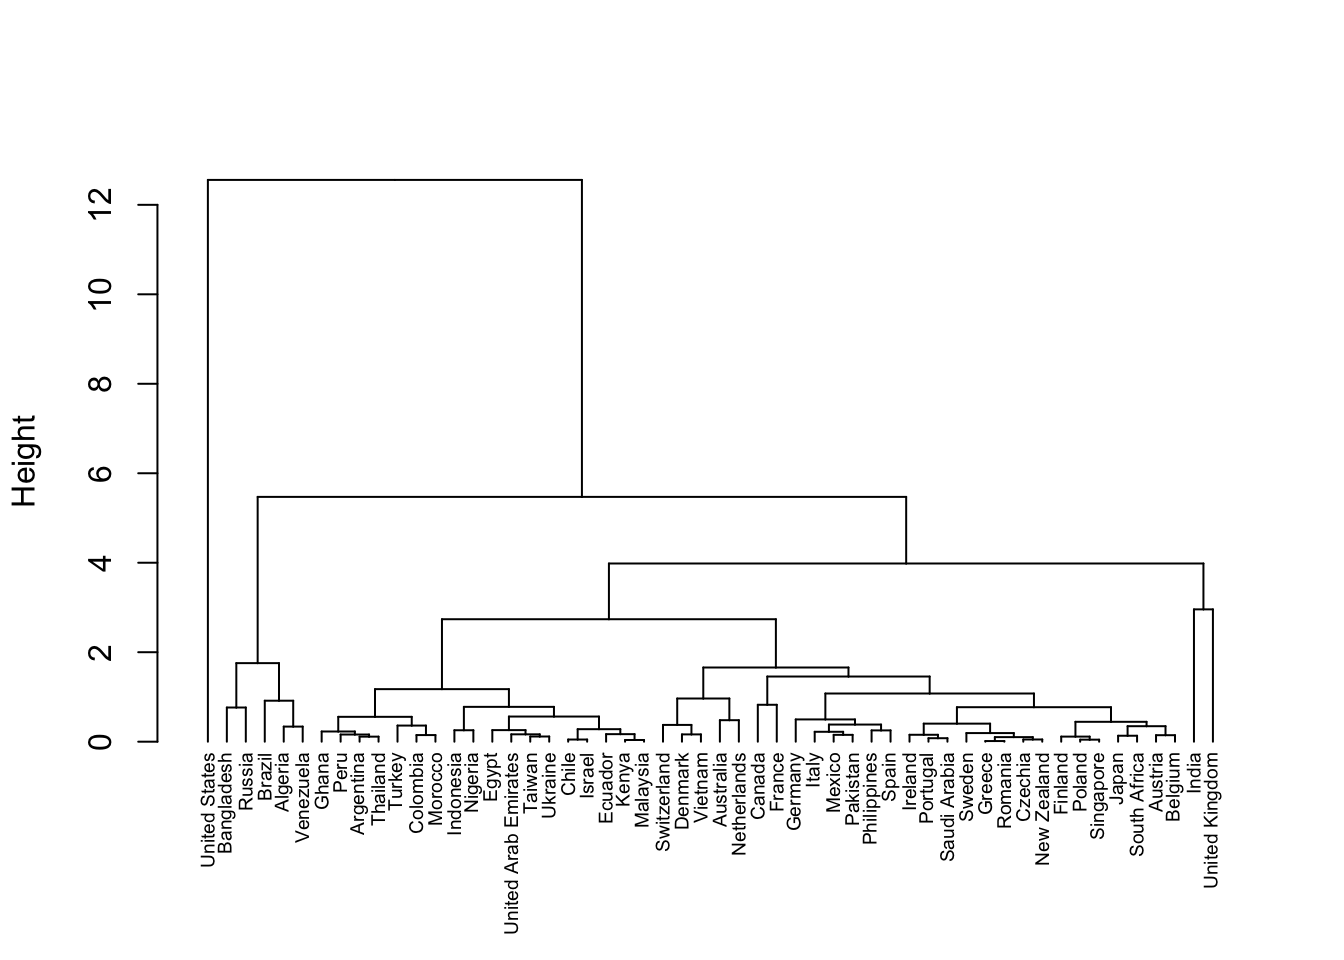 Height
12
10
8
6
4
2
0
United States
Bangladesh
Russia
Brazil
Algeria
Venezuela
Ghana
Peru
Argentina
Thailand
Turkey
Colombia
Morocco
Indonesia
Nigeria
Egypt
United Arab Emirates
Taiwan
Ukraine
Chile
Israel
Ecuador
Kenya
Malaysia
Switzerland
Denmark
Vietnam
Australia
Netherlands
Canada
France
Germany
Italy
Mexico
Pakistan
Philippines
Spain
Ireland
Portugal
Saudi Arabia
Sweden
Greece
Romania
Czechia
New Zealand
Finland
Poland
Singapore
Japan
South Africa
Austria
Belgium
India
United Kingdom